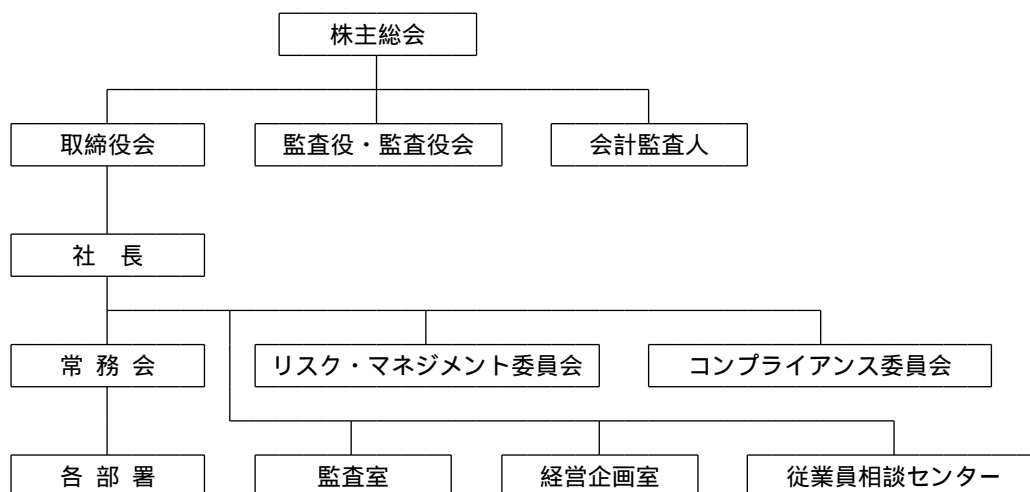 株主総会
取締役会 監査役・監査役会 会計監査人
社 長
常 務 会 リスク・マネジメント委員会 コンプライアンス委員会
各 部 署 監査室 経営企画室 従業員相談センター